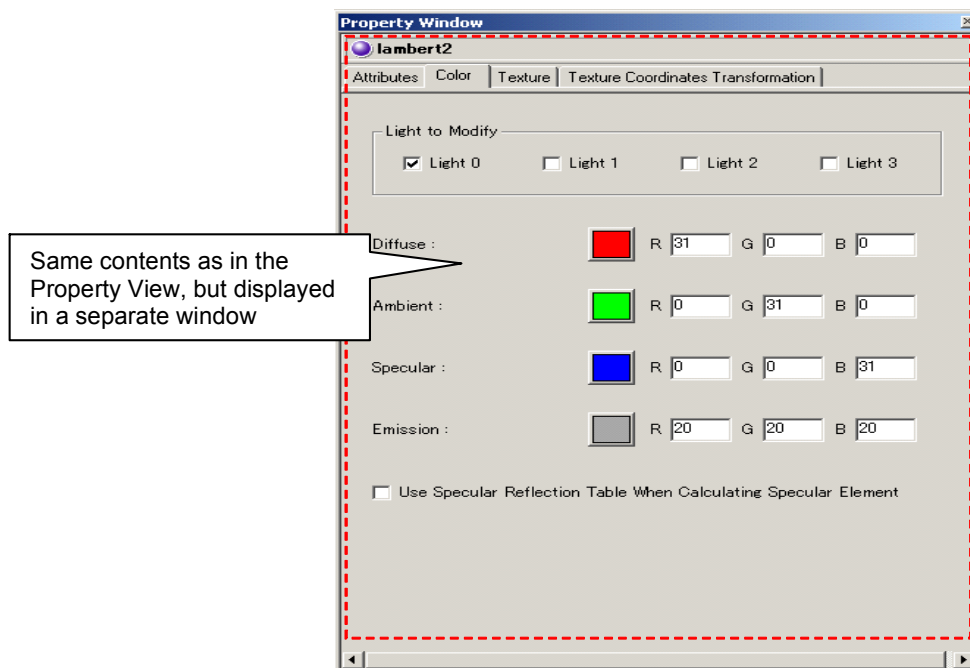 Property Window
lambert2
Attributes Color Texture Texture Coordinates Transformation
Light to Modify
Light 0 Light 1 Light 2 Light 3
Same contents as in the
Property View, but displayed
in a separate window
Diffuse : R 31 G 0 B 0
Ambient : R 0 G 31 B 0
Specular : R 0 G 0 B 31
Emission : R 20 G 20 B 20
Use Specular Reflection Table When Calculating Specular Element